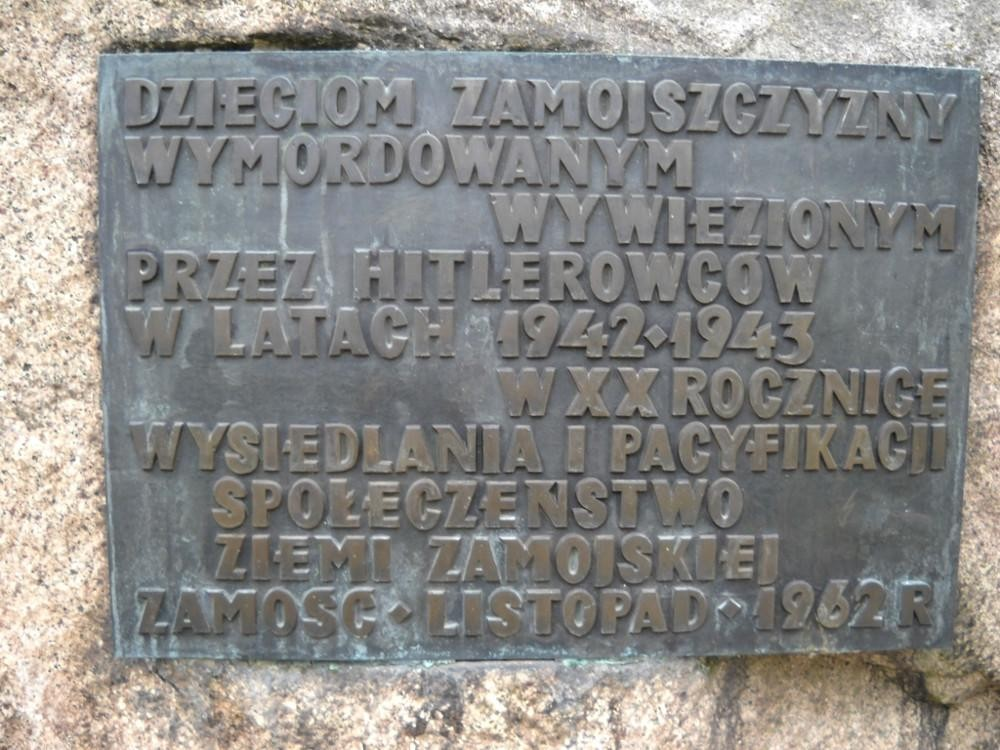 DZIECIOM ZAMOJSZCZYZNY
WYMORDOWANYM
WYWIEZIONYM
PRZEZ HITLEROWCÓW
W LATACH 1942·1943
W XX ROCZNICĘ
WYSIEDLANIA I PACYFIKACJI
SPOŁECZEŃSTWO
ZIEMI ZAMOJSKIEJ
ZAMOŚĆ·LISTOPAD·1962 R